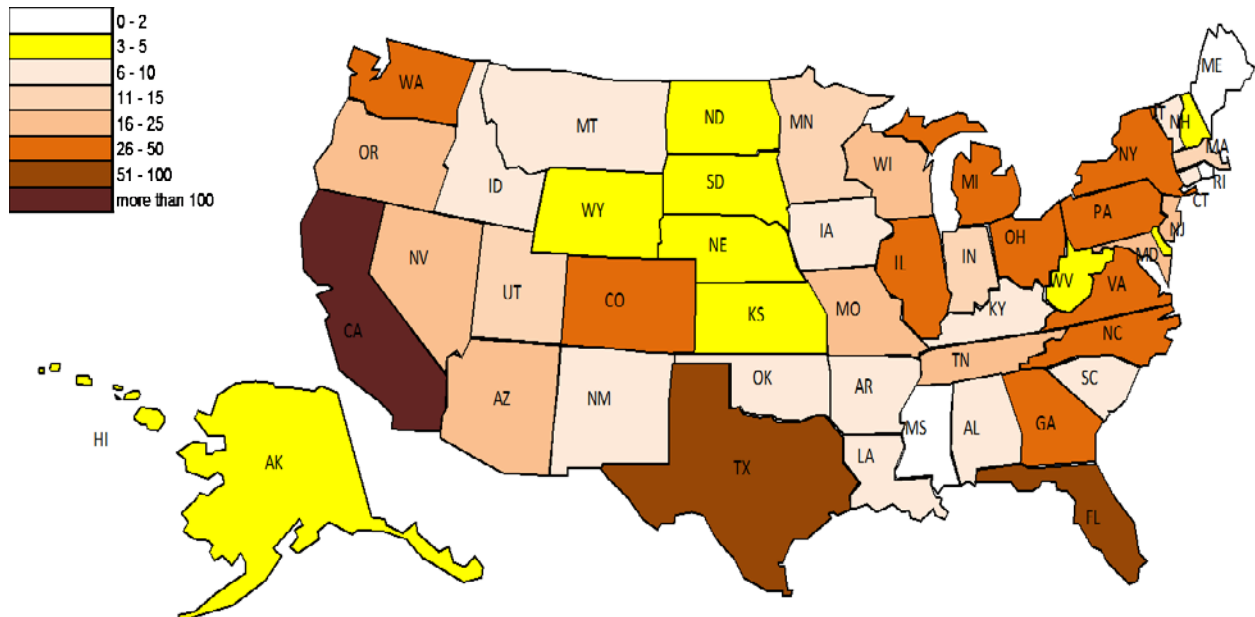 0 - 2
3 - 5
6 - 10
11 - 15
16 - 25
26 - 50
51 - 100
more than 100
ME
WA
MT
ND
MN
NH
OR
WI
NY
MA
ID
SD
MI
RI
CT
WY
PA
IA
NE
OH
NJ
NV
IL
IN
MD
UT
CO
WV
VA
KS
MO
KY
CA
NC
TN
OK
AR
SC
AZ
NM
MS
AL
GA
HI
AK
LA
TX
FL